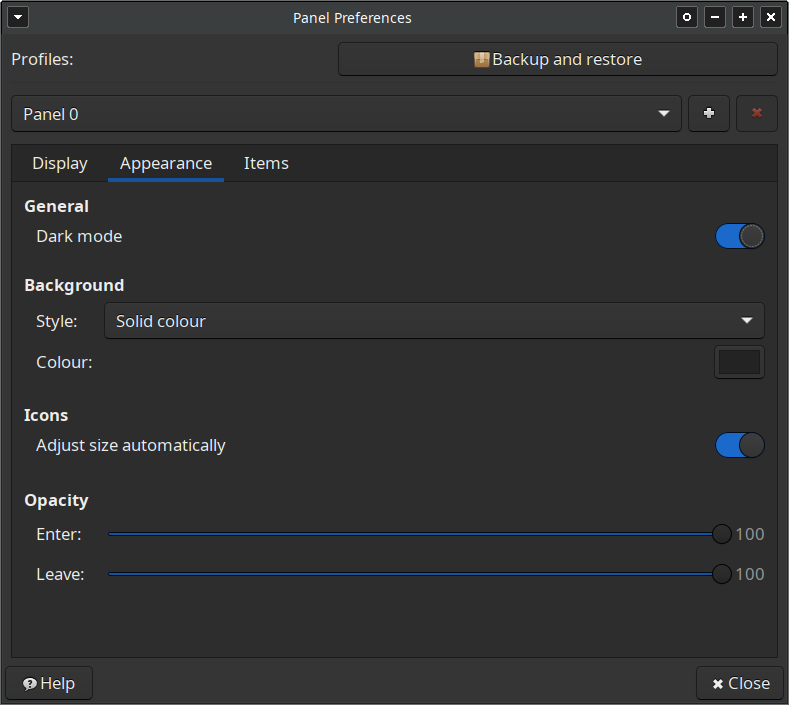 Panel Preferences
Profiles:
Backup and restore
Panel 0
Display Appearance Items
General
Dark mode
Background
Style: Solid colour
Colour:
Icons
Adjust size automatically
Opacity
Enter: 100
Leave: 100
Help Close